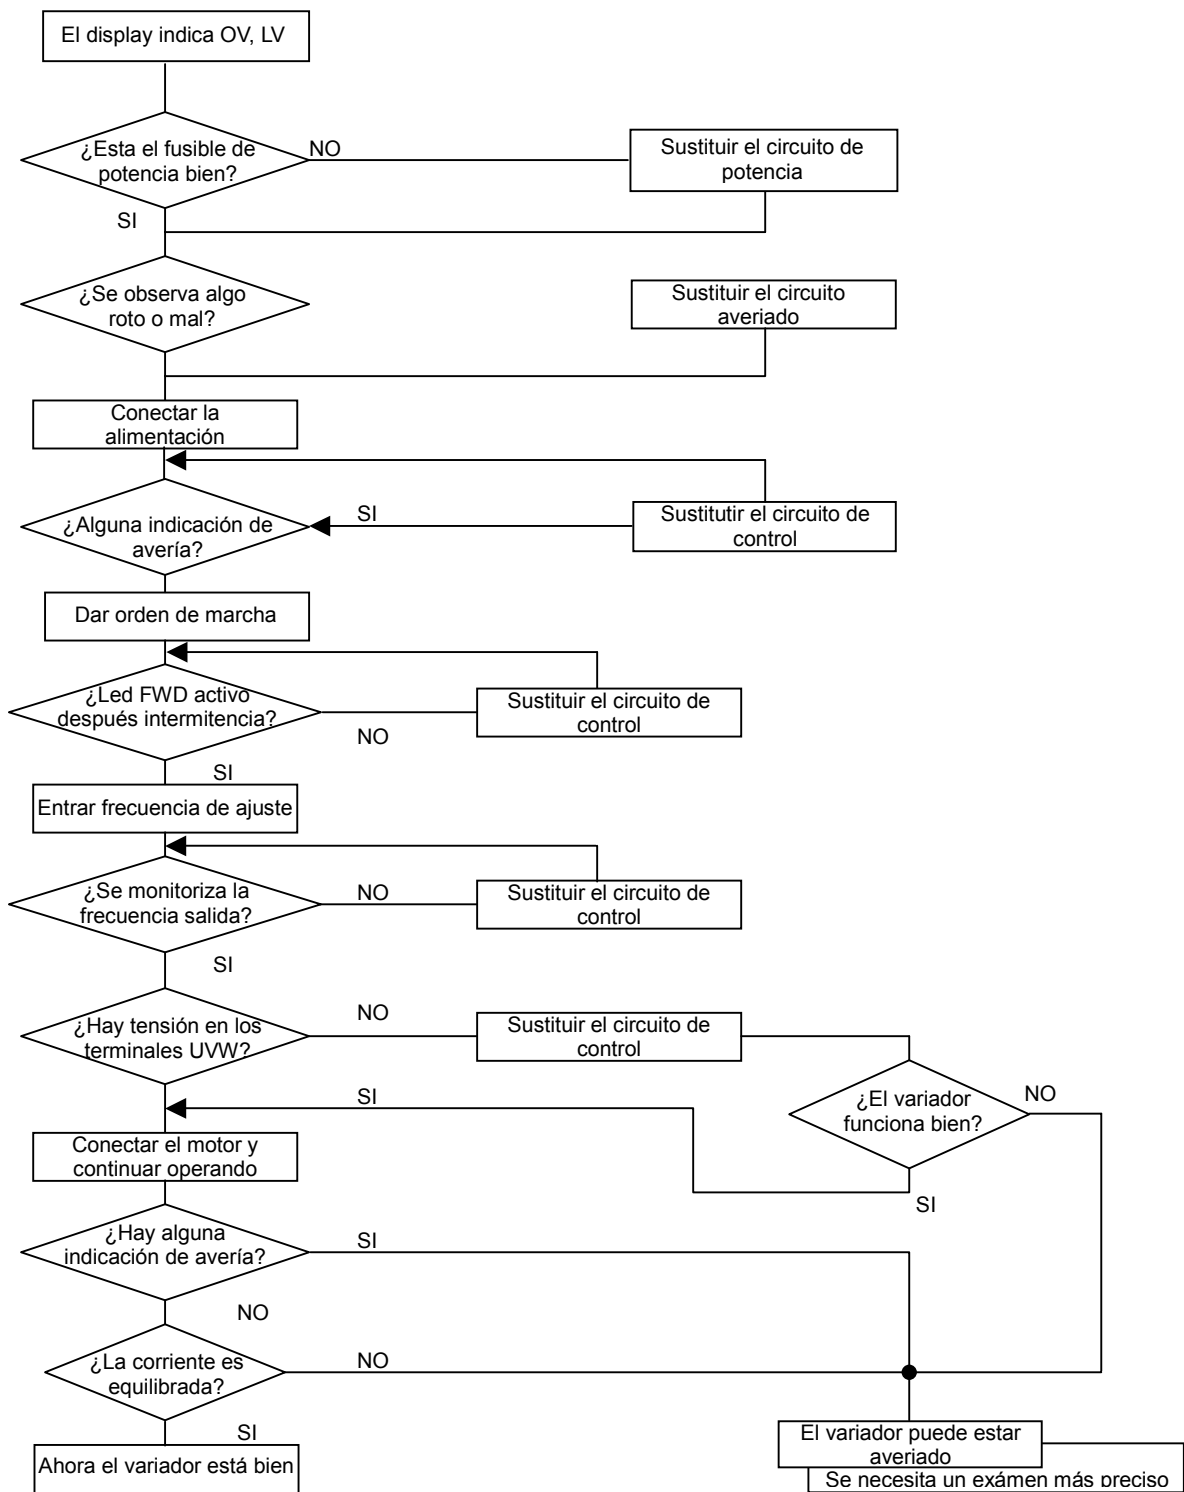 El display indica OV, LV
¿Esta el fusible de
potencia bien?
NO
Sustituir el circuito de
potencia
SI
¿Se observa algo
roto o mal?
Sustituir el circuito
averiado
Conectar la
alimentación
¿Alguna indicación de
avería?
SI
Sustitutir el circuito de
control
Dar orden de marcha
¿Led FWD activo
después intermitencia?
NO
Sustituir el circuito de
control
SI
Entrar frecuencia de ajuste
¿Se monitoriza la
frecuencia salida?
NO
Sustituir el circuito de
control
SI
¿Hay tensión en los
terminales UVW?
NO
Sustituir el circuito de
control
¿El variador
funciona bien?
NO
SI
SI
Conectar el motor y
continuar operando
¿Hay alguna
indicación de avería?
SI
NO
¿La corriente es
equilibrada?
NO
SI
Ahora el variador está bien
El variador puede estar
averiado
Se necesita un exámen más preciso